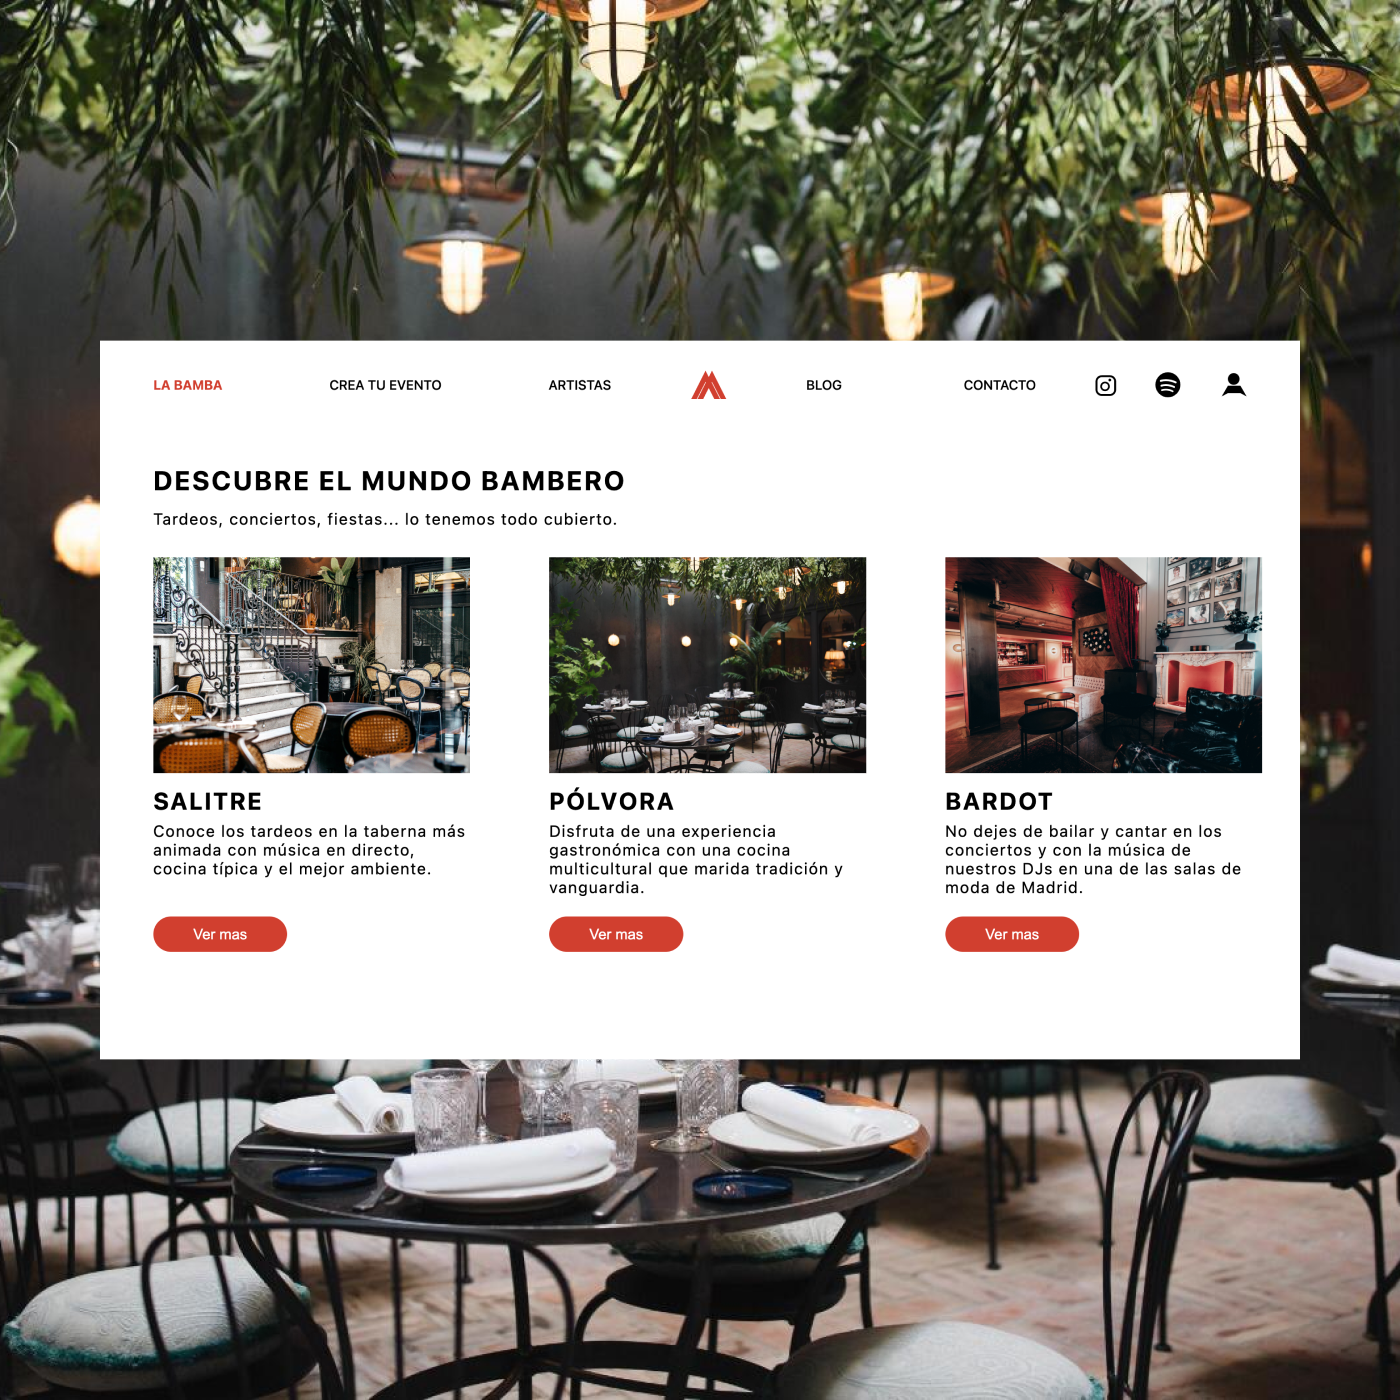 LA BAMBA CREA TU EVENTO ARTISTAS BLOG CONTACTO
DESCUBRE EL MUNDO BAMBERO
Tardeos, conciertos, fiestas... lo tenemos todo cubierto.
SALITRE
Conoce los tardeos en la taberna más
animada con música en directo,
cocina típica y el mejor ambiente.
Ver mas
PÓLVORA
Disfruta de una experiencia
gastronómica con una cocina
multicultural que marida tradición y
vanguardia.
Ver mas
BARDOT
No dejes de bailar y cantar en los
conciertos y con la música de
nuestros DJs en una de las salas de
moda de Madrid.
Ver mas